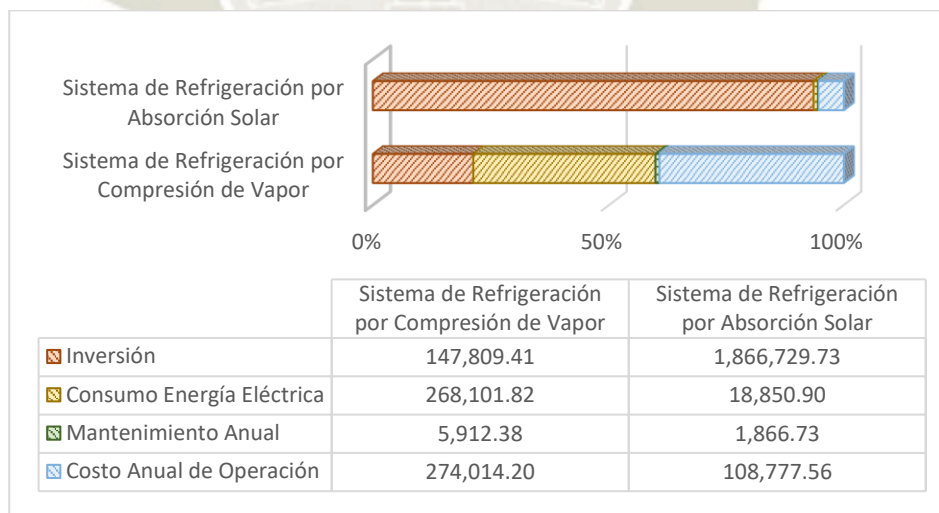 Sistema de Refrigeración por
Absorción Solar
Sistema de Refrigeración por
Compresión de Vapor
0%
50%
100%
Sistema de Refrigeración
por Compresión de Vapor
Sistema de Refrigeración
por Absorción Solar
Inversión 147,809.41 1,866,729.73
Consumo Energía Eléctrica 268,101.82 18,850.90
Mantenimiento Anual 5,912.38 1,866.73
Costo Anual de Operación 274,014.20 108,777.56